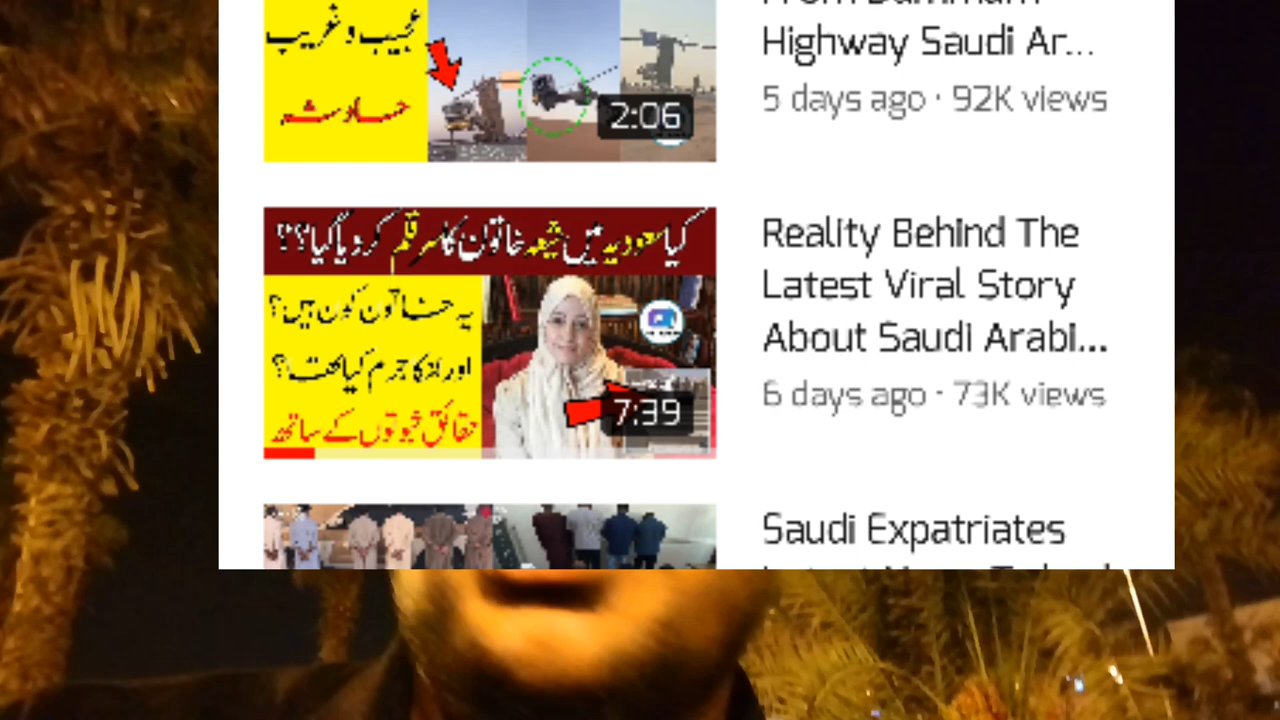 عجیب و غریب
حادثہ
2:06
Highway Saudi Ar...
5 days ago · 92K views
کیا سعودیہ میں شیعہ خاتون کا سر قلم کر دیا گیا؟؟
یہ خاتون کون ہیں؟
اور انکا جرم کیا تھا؟
حقائق ثبوتوں کے ساتھ
7:39
Reality Behind The
Latest Viral Story
About Saudi Arabi...
6 days ago · 73K views
Saudi Expatriates